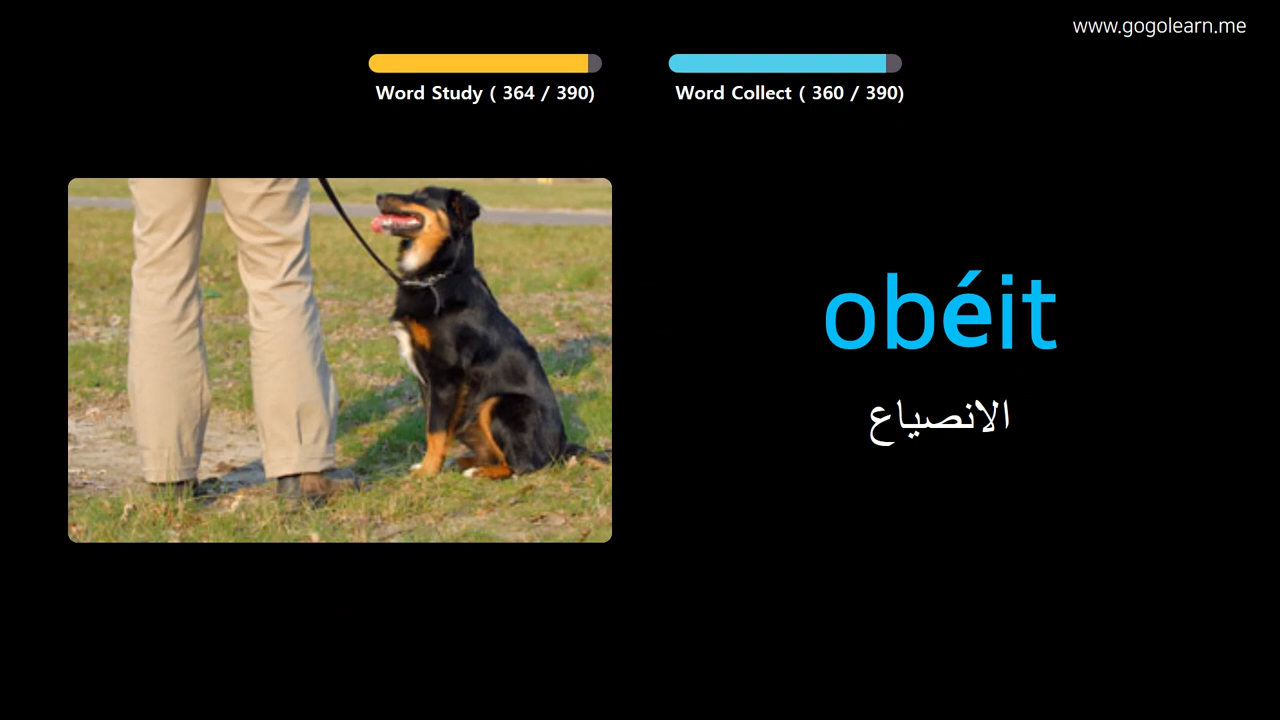 www.gogolearn.me
Word Study ( 364 / 390)
Word Collect ( 360 / 390)
obéit
الانصياع